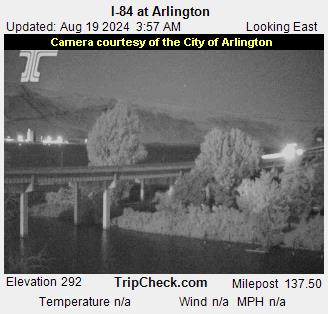 I-84 at Arlington
Updated: Aug 19 2024 3:57 AM Looking East
Camera courtesy of the City of Arlington
Elevation 292 TripCheck.com Milepost 137.50
Temperature n/a Wind n/a MPH n/a